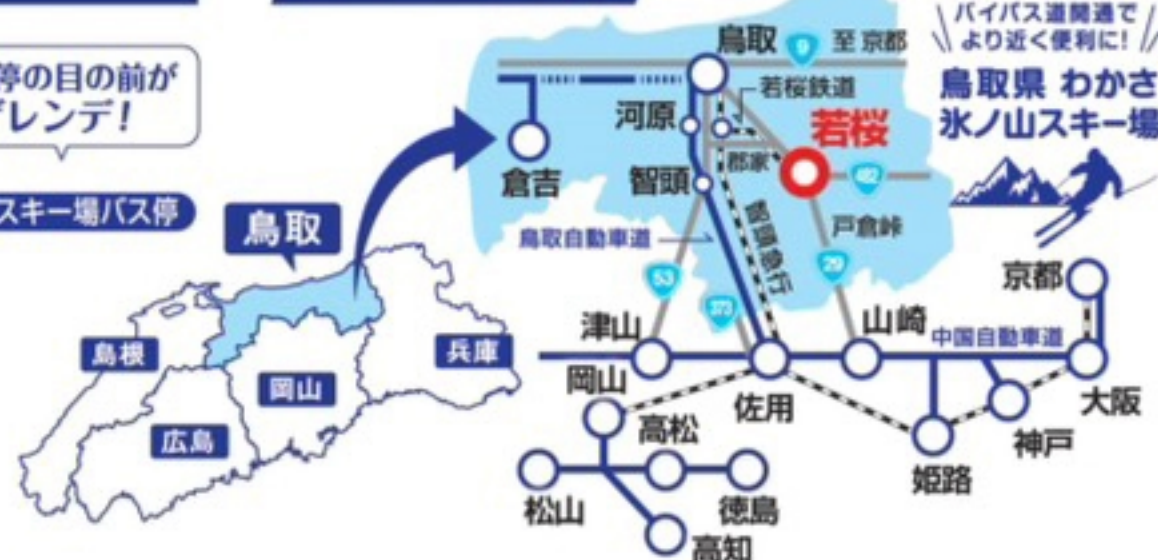 停の目の前が
ゲレンデ!
スキー場バス停
鳥取
島根
岡山
広島
兵庫
鳥取
9
至 京都
若桜鉄道
河原
若桜
郡家
倉吉
智頭
482
戸倉峠
鳥取自動車道
智頭急行
53
373
29
津山
山崎
中国自動車道
京都
岡山
佐用
大阪
高松
神戸
姫路
松山
徳島
高知
バイパス道開通で
より近く便利に!
鳥取県 わかさ
氷ノ山スキー場